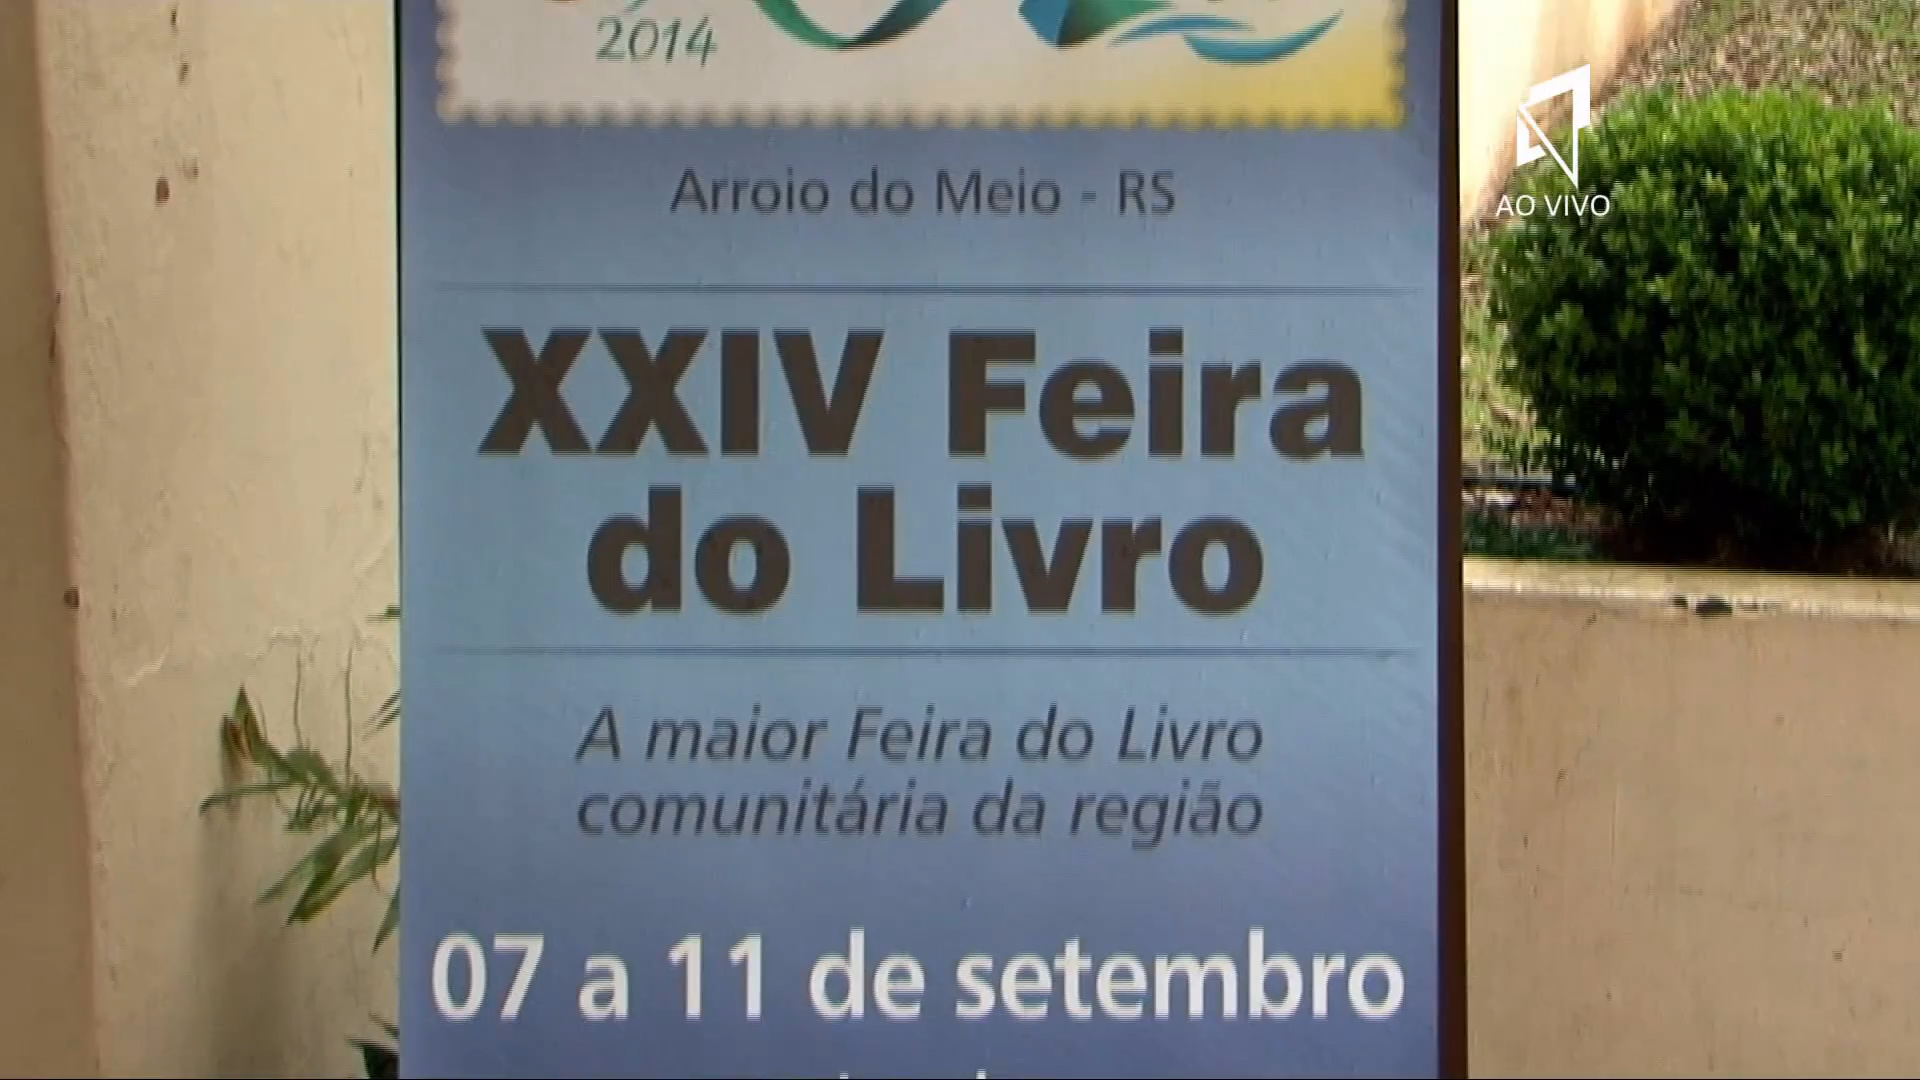 2014
Arroio do Meio - RS
AO VIVO
XXIV Feira
do Livro
A maior Feira do Livro
comunitária da região
07 a 11 de setembro